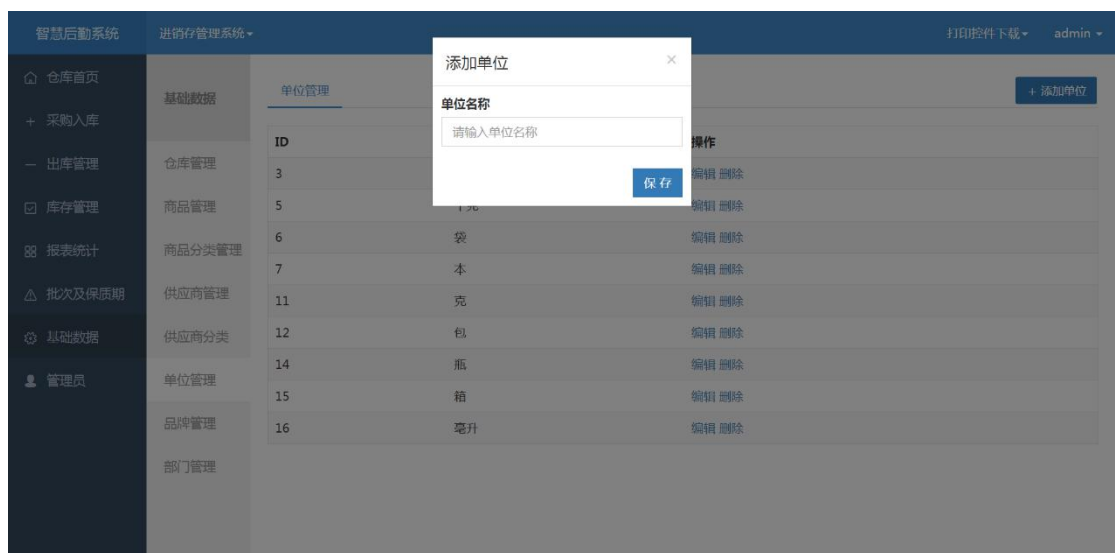 智慧后勤系统 进销存管理系统 打印控件下载 admin
仓库首页
采购入库
出库管理
库存管理
报表统计
批次及保质期
基础数据
管理员
基础数据
仓库管理
商品管理
商品分类管理
供应商管理
供应商分类
单位管理
品牌管理
部门管理
单位管理 + 添加单位
添加单位 ×
单位名称
请输入单位名称
保存
ID 操作
3 编辑 删除
5 千克 编辑 删除
6 袋 编辑 删除
7 本 编辑 删除
11 克 编辑 删除
12 包 编辑 删除
14 瓶 编辑 删除
15 箱 编辑 删除
16 毫升 编辑 删除